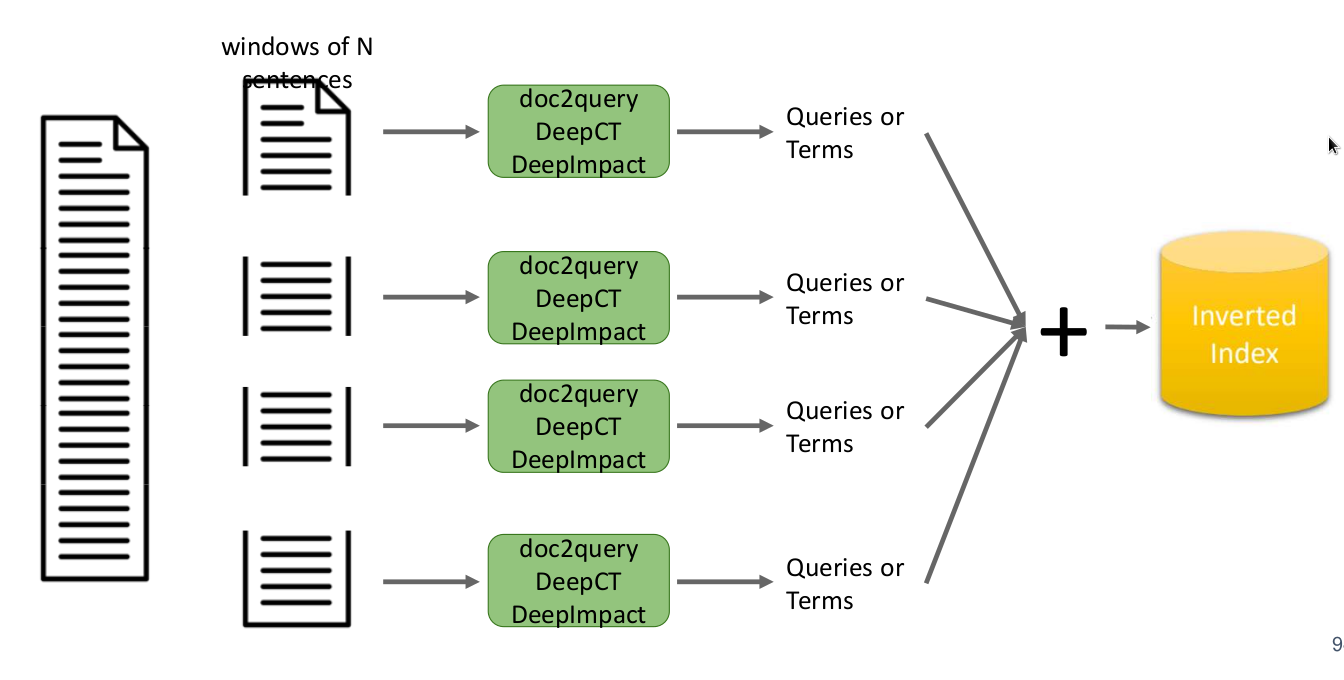 windows of N
sentences
doc2query
DeepCT
DeepImpact
Queries or
Terms
doc2query
DeepCT
DeepImpact
Queries or
Terms
doc2query
DeepCT
DeepImpact
Queries or
Terms
doc2query
DeepCT
DeepImpact
Queries or
Terms
+
Inverted
Index
9